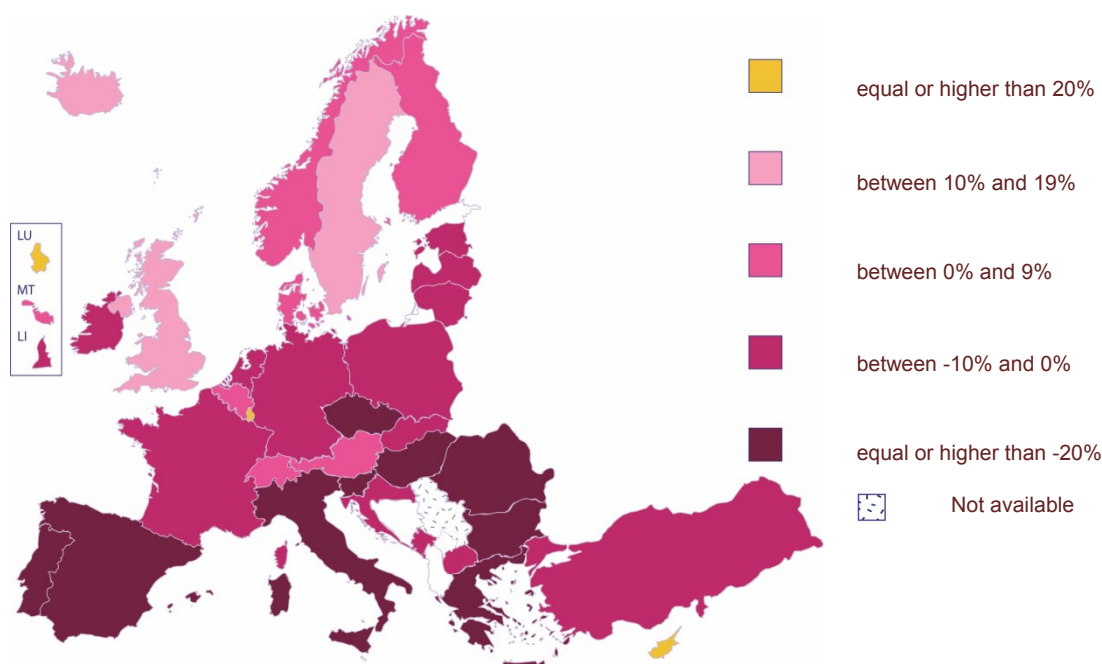 equal or higher than 20%
between 10% and 19%
LU
between 0% and 9%
MT
LI
between -10% and 0%
equal or higher than -20%
Not available